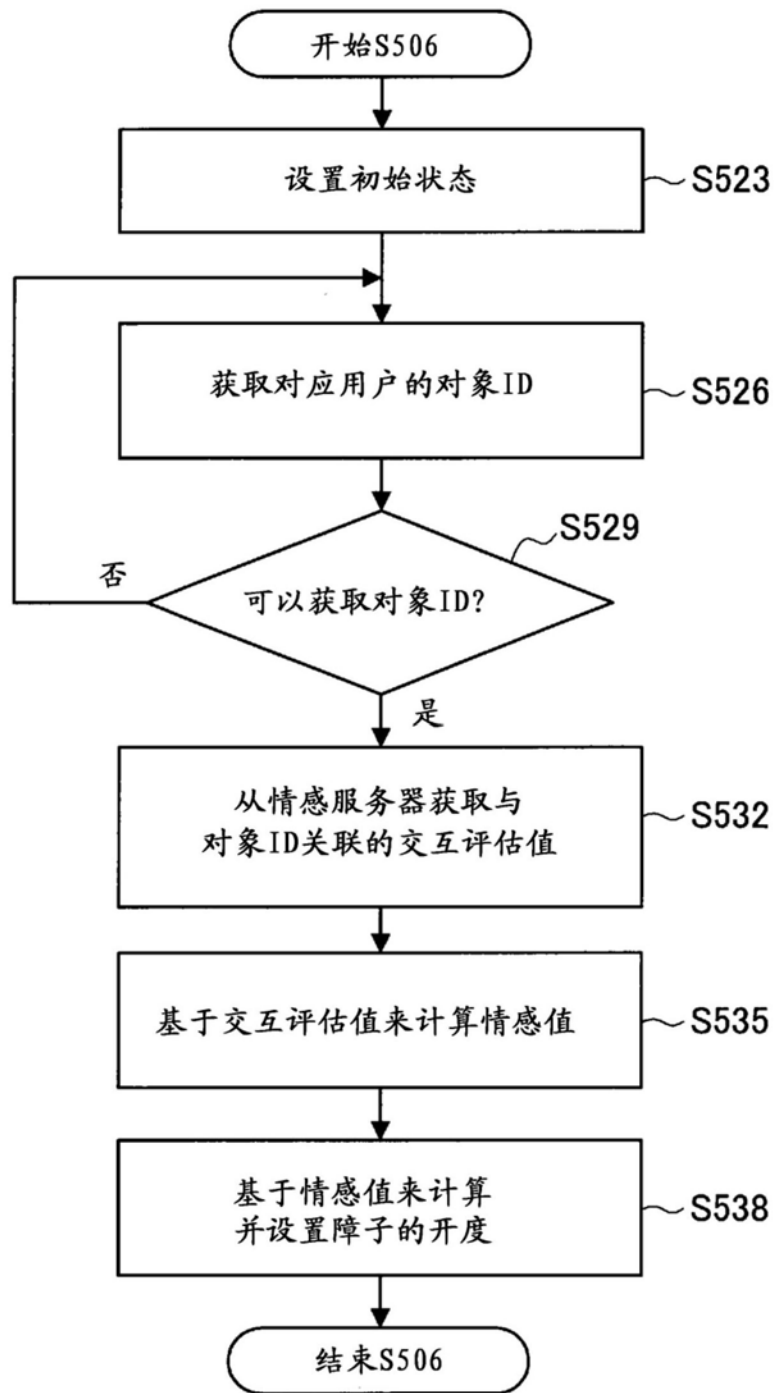 开始S506
设置初始状态
S523
获取对应用户的对象ID
S526
S529
否
可以获取对象ID?
是
从情感服务器获取与
对象ID关联的交互评估值
S532
基于交互评估值来计算情感值
S535
基于情感值来计算
并设置障子的开度
S538
结束S506